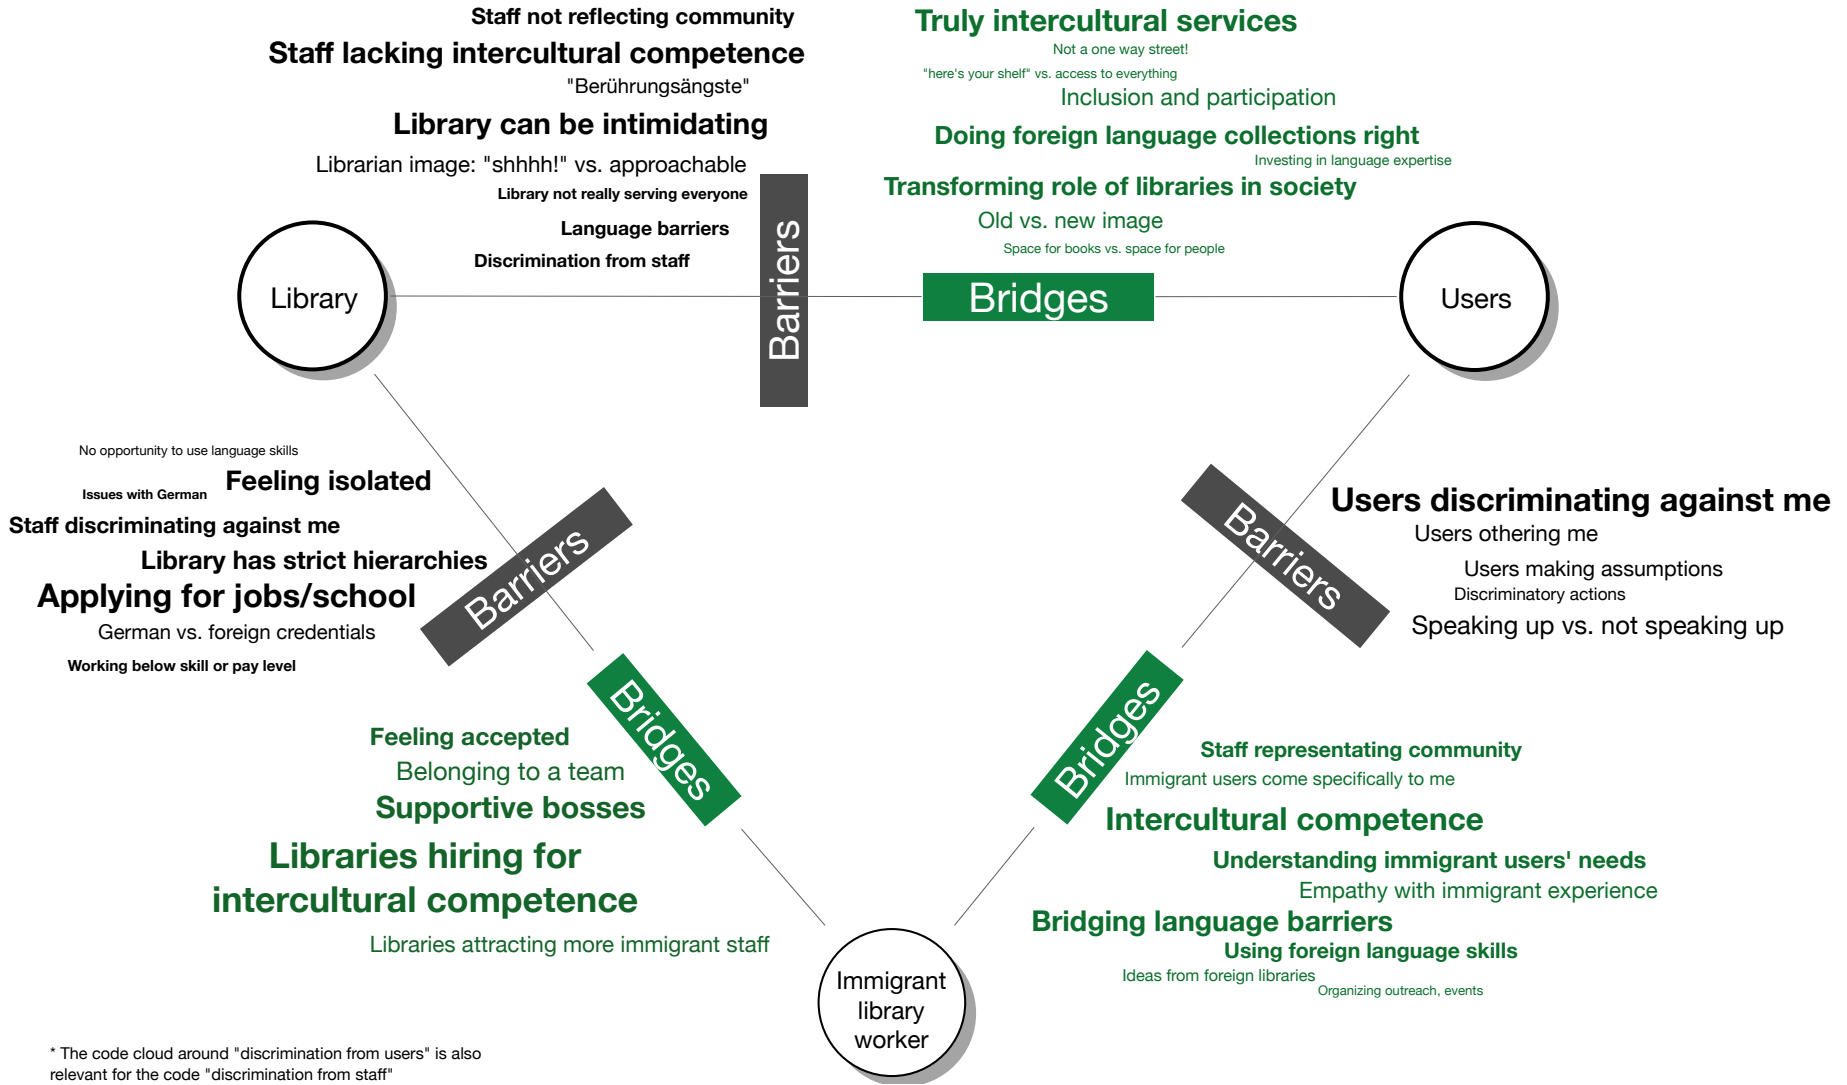 Staff not reflecting community
Staff lacking intercultural competence
"Berührungsängste"
Library can be intimidating
Librarian image: "shhhh!" vs. approachable
Library not really serving everyone
Language barriers
Discrimination from staff
Truly intercultural services
Not a one way street!
"here's your shelf" vs. access to everything
Inclusion and participation
Doing foreign language collections right
Investing in language expertise
Transforming role of libraries in society
Old vs. new image
Space for books vs. space for people
Library
Barriers
Bridges
Users
No opportunity to use language skills
Feeling isolated
Issues with German
Staff discriminating against me
Library has strict hierarchies
Applying for jobs/school
German vs. foreign credentials
Working below skill or pay level
Barriers
Barriers
Users discriminating against me
Users othering me
Users making assumptions
Discriminatory actions
Speaking up vs. not speaking up
Bridges
Feeling accepted
Belonging to a team
Supportive bosses
Libraries hiring for
intercultural competence
Libraries attracting more immigrant staff
Bridges
Staff representating community
Immigrant users come specifically to me
Intercultural competence
Understanding immigrant users' needs
Empathy with immigrant experience
Bridging language barriers
Using foreign language skills
Ideas from foreign libraries
Organizing outreach, events
Immigrant
library
worker
* The code cloud around "discrimination from users" is also
relevant for the code "discrimination from staff"